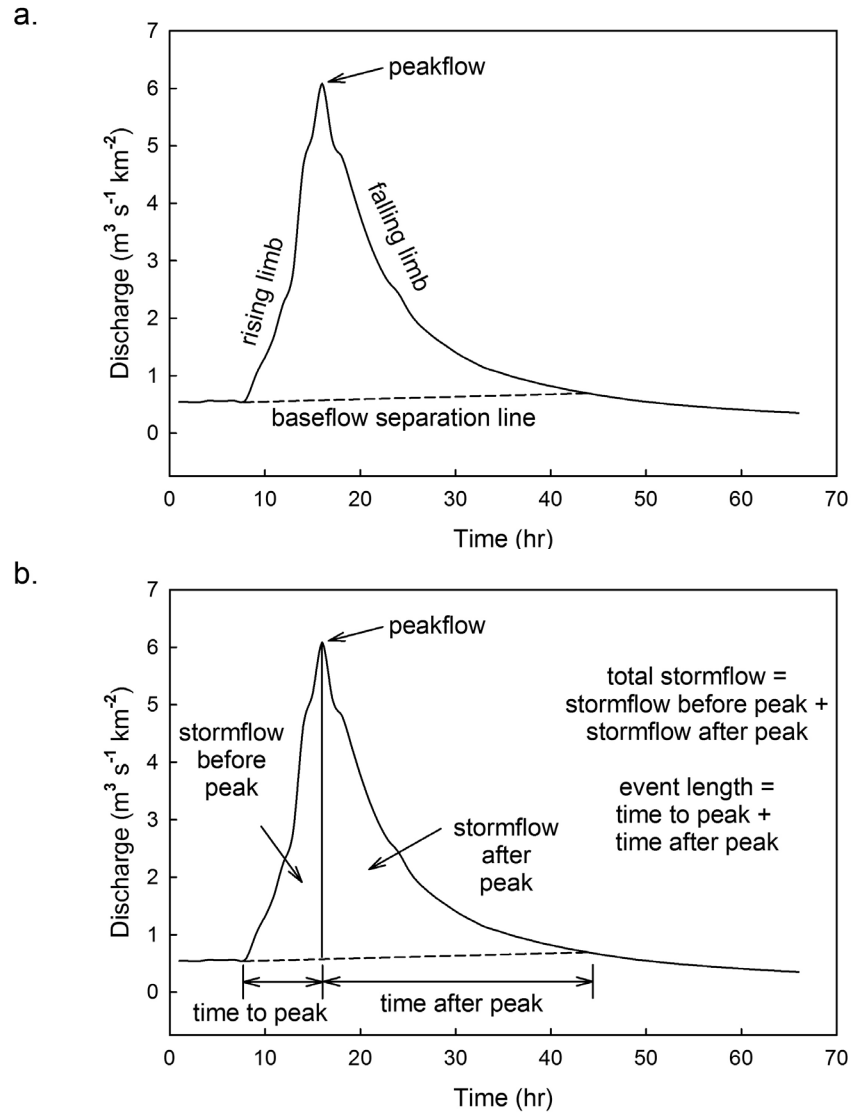 a.
7
6
5
4
3
2
1
0
Discharge (m³ s⁻¹ km⁻²)
peakflow
rising limb
falling limb
baseflow separation line
0 10 20 30 40 50 60 70
Time (hr)
b.
7
6
5
4
3
2
1
0
Discharge (m³ s⁻¹ km⁻²)
peakflow
stormflow
before
peak
stormflow
after
peak
total stormflow =
stormflow before peak +
stormflow after peak
event length =
time to peak +
time after peak
time to peak
time after peak
0 10 20 30 40 50 60 70
Time (hr)